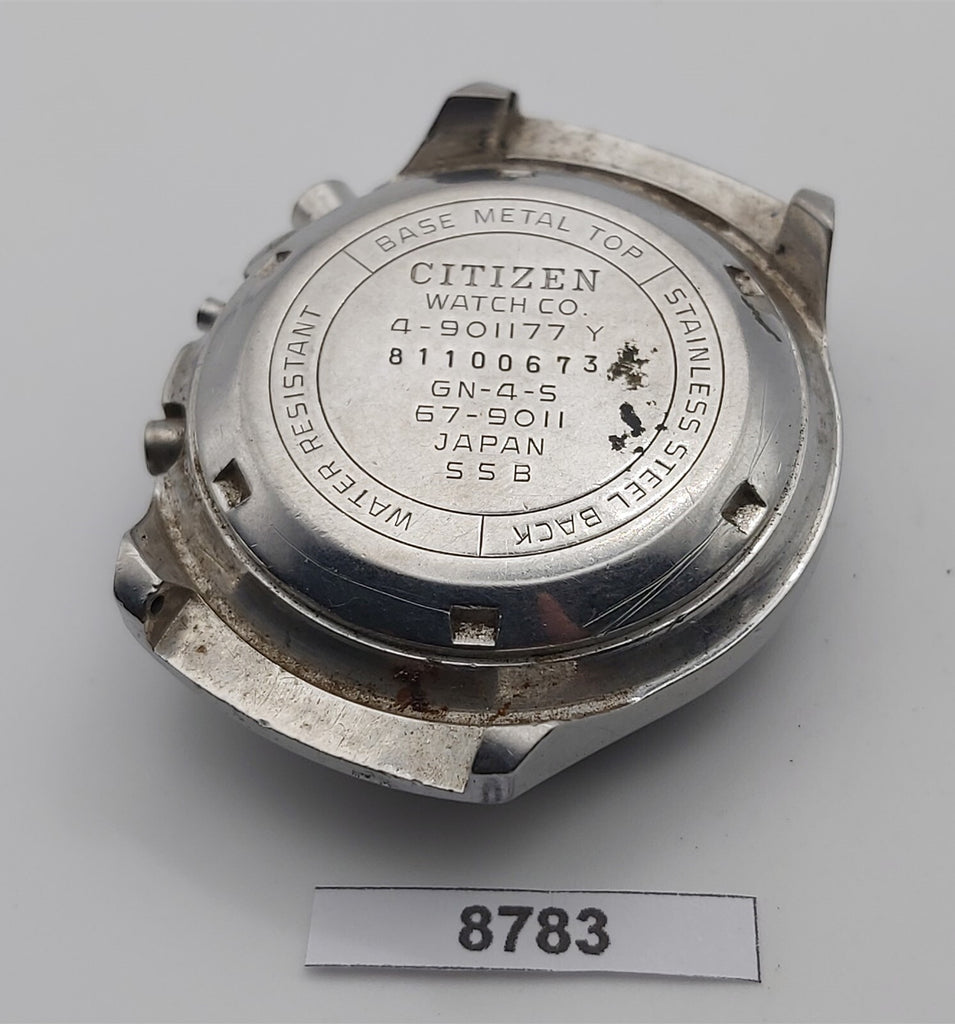 BASE METAL TOP
STAINLESS STEEL BACK
WATER RESISTANT
CITIZEN
WATCH CO.
4-901177 Y
81100673
GN-4-S
67-9011
JAPAN
SSB
8783